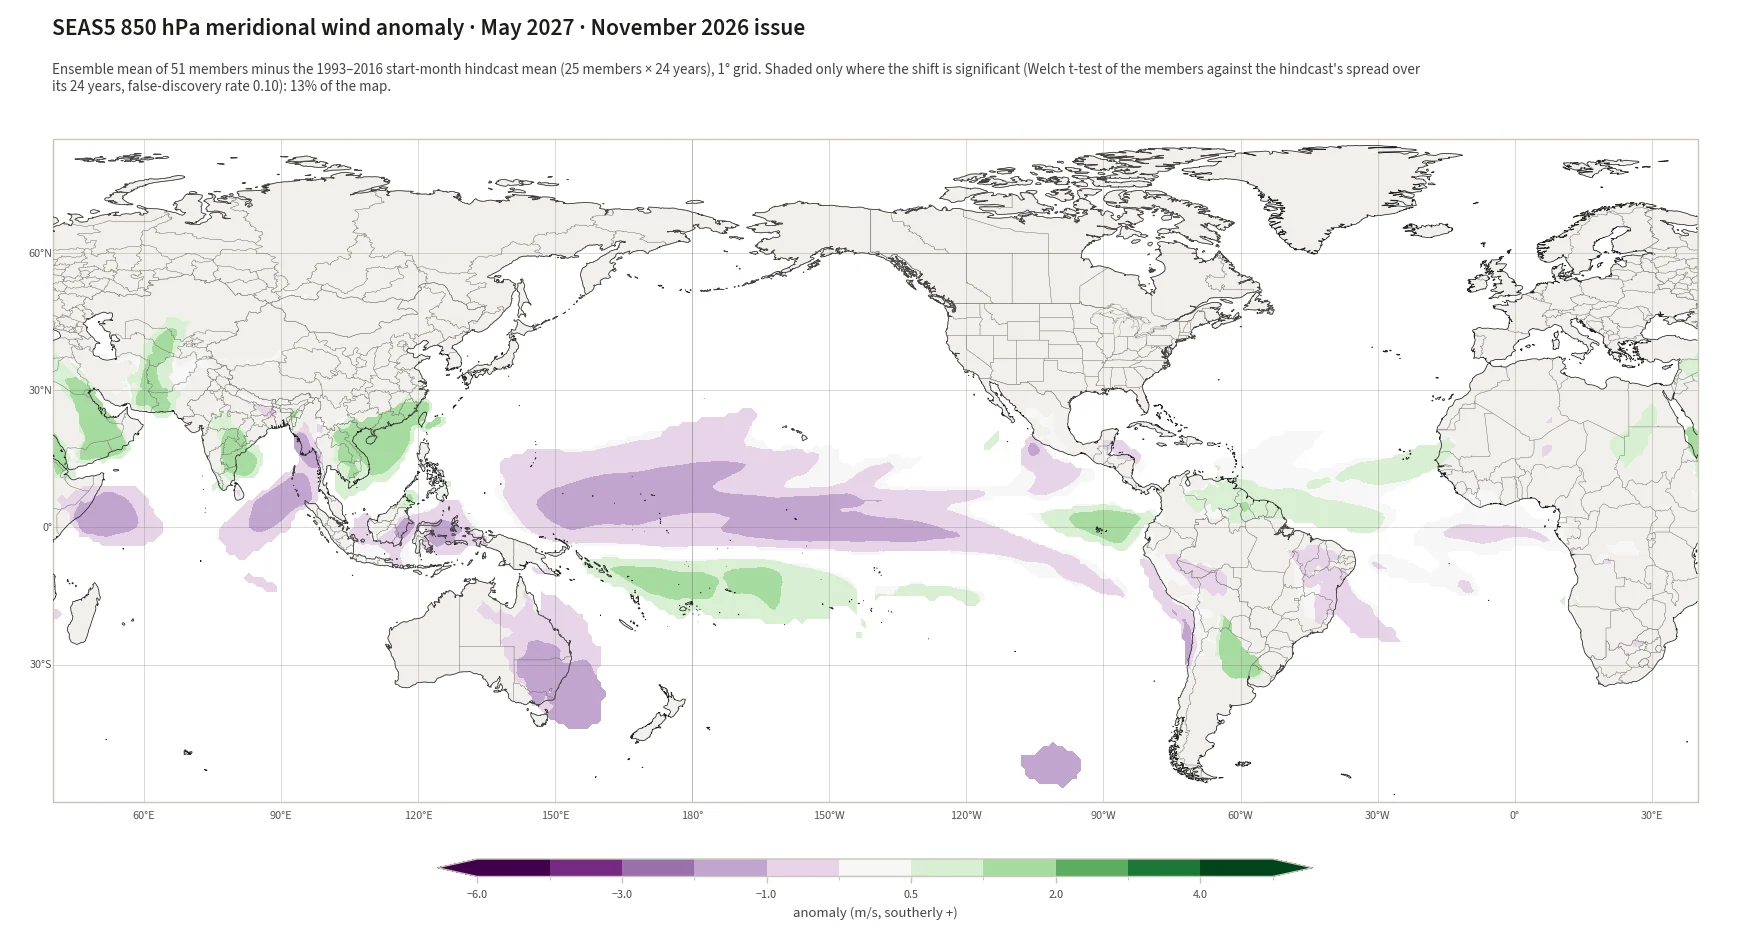 SEAS5 850 hPa meridional wind anomaly · May 2027 · November 2026 issue
Ensemble mean of 51 members minus the 1993–2016 start-month hindcast mean (25 members × 24 years), 1° grid. Shaded only where the shift is significant (Welch t-test of the members against the hindcast's spread over
its 24 years, false-discovery rate 0.10): 13% of the map.
60°N
30°N
0°
30°S
60°E 90°E 120°E 150°E 180° 150°W 120°W 90°W 60°W 30°W 0° 30°E
−6.0 −3.0 −1.0 0.5 2.0 4.0
anomaly (m/s, southerly +)